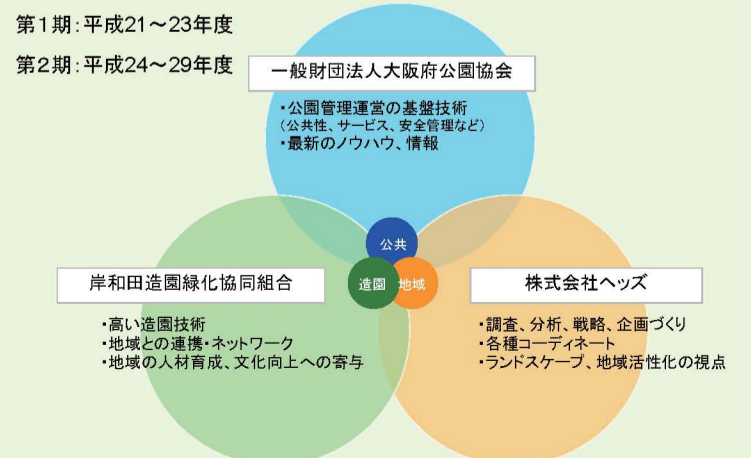 第1期:平成21～23年度
第2期:平成24～29年度
一般財団法人大阪府公園協会
・公園管理運営の基盤技術
（公共性、サービス、安全管理など）
・最新のノウハウ、情報
公共
造園 地域
岸和田造園緑化協同組合
・高い造園技術
・地域との連携・ネットワーク
・地域の人材育成、文化向上への寄与
株式会社ヘッズ
・調査、分析、戦略、企画づくり
・各種コーディネート
・ランドスケープ、地域活性化の視点